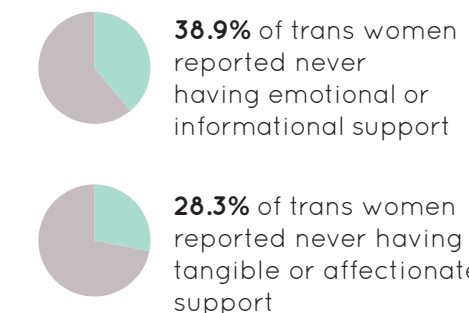 38.9% of trans women
reported never
having emotional or
informational support
28.3% of trans women
reported never having
tangible or affectionate
support